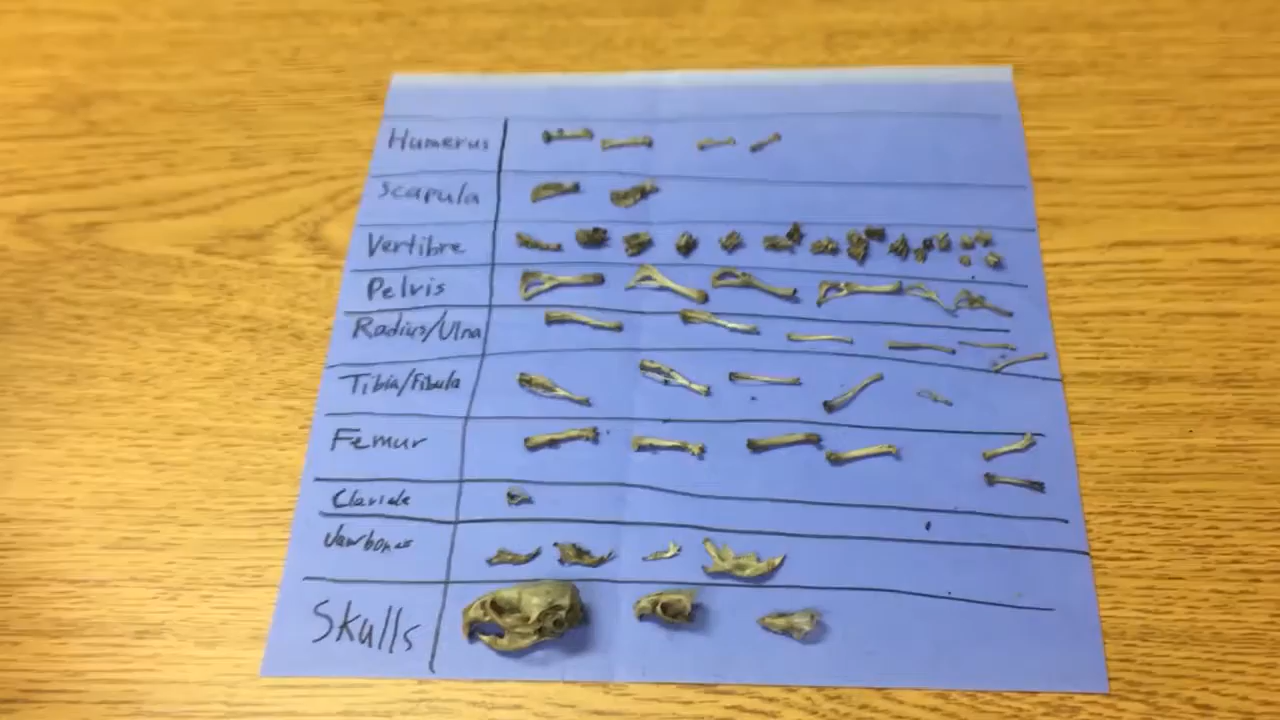 Humerus
Scapula
Vertibre
Pelvis
Radius/Ulna
Tibia/Fibula
Femur
Clavicle
Jawbones
Skulls